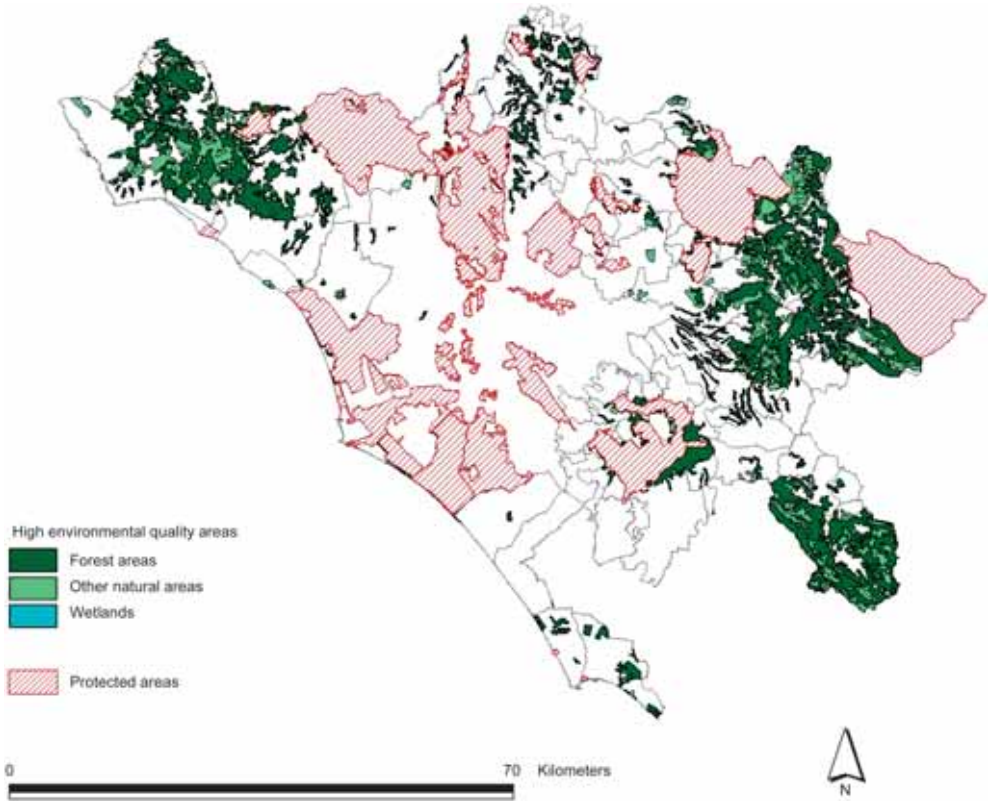 High environmental quality areas
Forest areas
Other natural areas
Wetlands
Protected areas
0 70 Kilometers
N